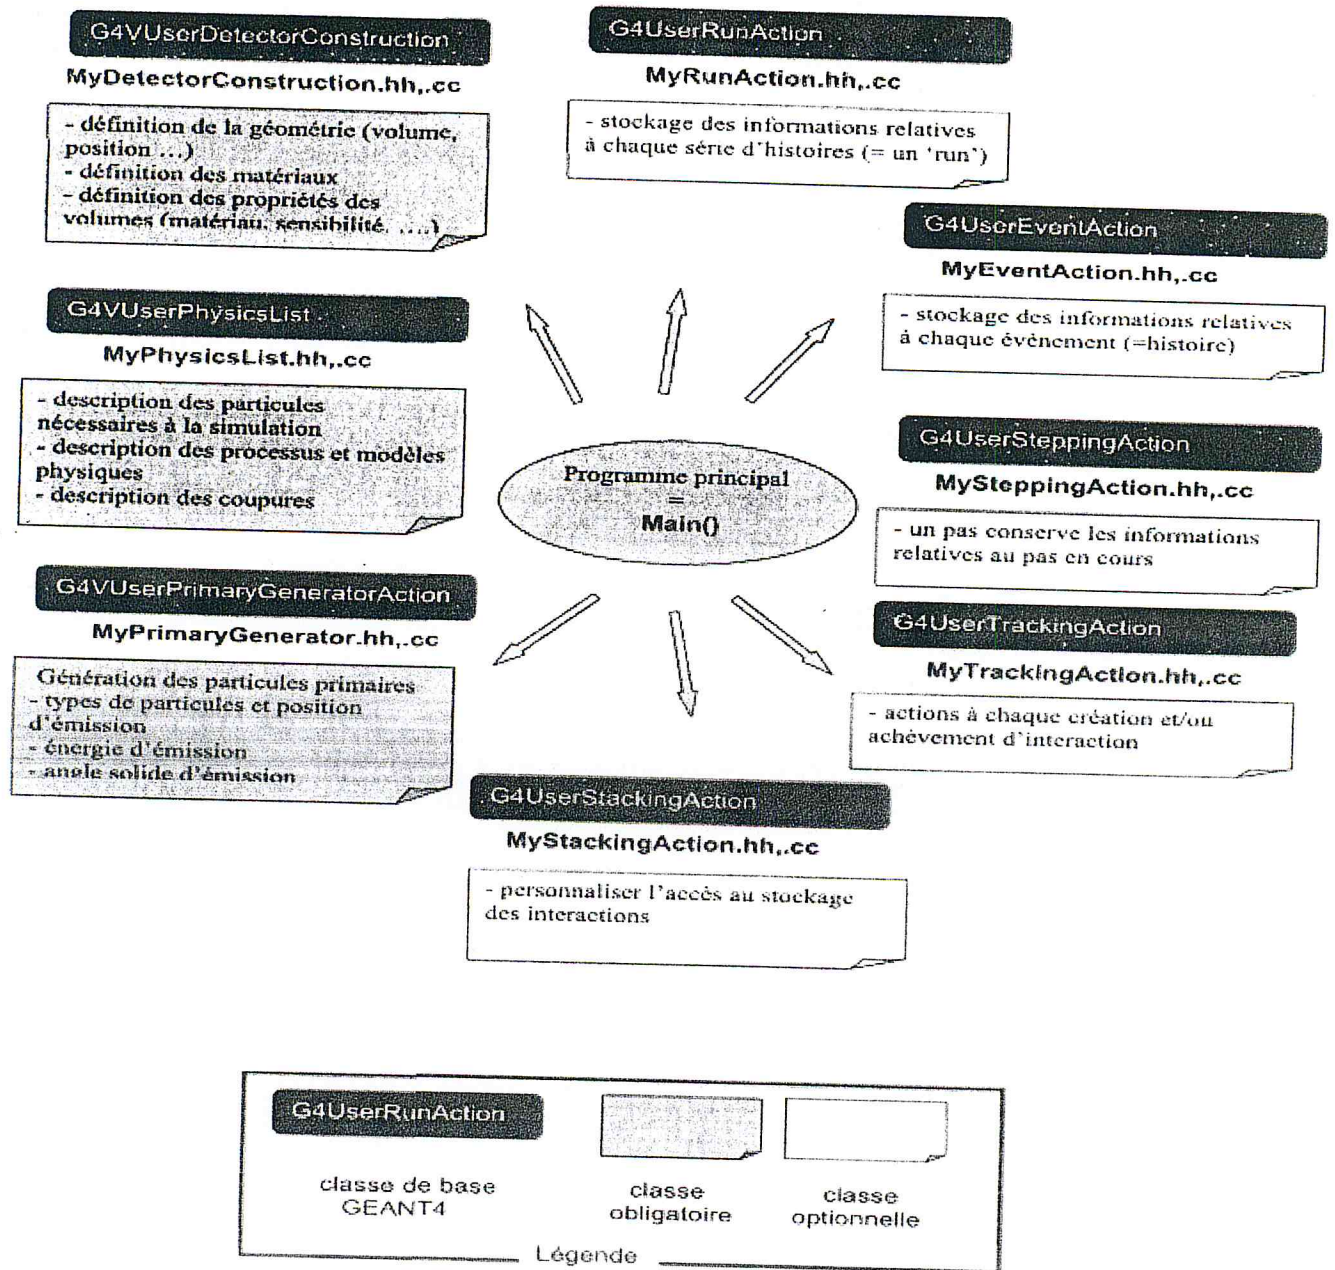 G4VUserDetectorConstruction
MyDetectorConstruction.hh,.cc
- définition de la géométrie (volume,
position ...)
- définition des matériaux
- définition des propriétés des
volumes (matériau, sensibilité, ....)
G4VUserPhysicsList
MyPhysicsList.hh,.cc
- description des particules
nécessaires à la simulation
- description des processus et modèles
physiques
- description des coupures
G4VUserPrimaryGeneratorAction
MyPrimaryGenerator.hh,.cc
Génération des particules primaires
- types de particules et position
d'émission
- énergie d'émission
- angle solide d'émission
Programme principal
=
Main()
G4UserRunAction
MyRunAction.hh,.cc
- stockage des informations relatives
à chaque série d'histoires (= un 'run')
G4UserEventAction
MyEventAction.hh,.cc
- stockage des informations relatives
à chaque évènement (=histoire)
G4UserSteppingAction
MySteppingAction.hh,.cc
- un pas conserve les informations
relatives au pas en cours
G4UserTrackingAction
MyTrackingAction.hh,.cc
- actions à chaque création et/ou
achèvement d'interaction
G4UserStackingAction
MyStackingAction.hh,.cc
- personnaliser l'accès au stockage
des interactions
G4UserRunAction
classe de base
GEANT4
classe
obligatoire
classe
optionnelle
Légende